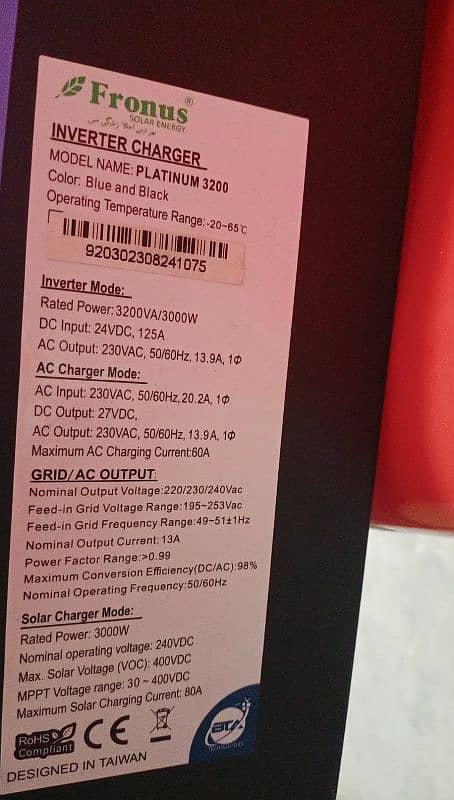 Fronus®
SOLAR ENERGY
INVERTER CHARGER
MODEL NAME: PLATINUM 3200
Color: Blue and Black
Operating Temperature Range:-20~65℃
920302308241075
Inverter Mode:
Rated Power:3200VA/3000W
DC Input: 24VDC, 125A
AC Output: 230VAC, 50/60Hz, 13.9A, 1Φ
AC Charger Mode:
AC Input: 230VAC, 50/60Hz,20.2A, 1Φ
DC Output: 27VDC,
AC Output: 230VAC, 50/60Hz, 13.9A, 1Φ
Maximum AC Charging Current:60A
GRID/ AC OUTPUT:
Nominal Output Voltage:220/230/240Vac
Feed-in Grid Voltage Range:195~253Vac
Feed-in Grid Frequency Range:49~51±1Hz
Nominal Output Current:13A
Power Factor Range:>0.99
Maximum Conversion Efficiency(DC/AC):98%
Nominal Operating Frequency:50/60Hz
Solar Charger Mode:
Rated Power: 3000W
Nominal operating voltage: 240VDC
Max. Solar Voltage (VOC): 400VDC
MPPT Voltage range: 30 ~ 400VDC
Maximum Solar Charging Current: 80A
RoHS
Compliant
CE
DESIGNED IN TAIWAN